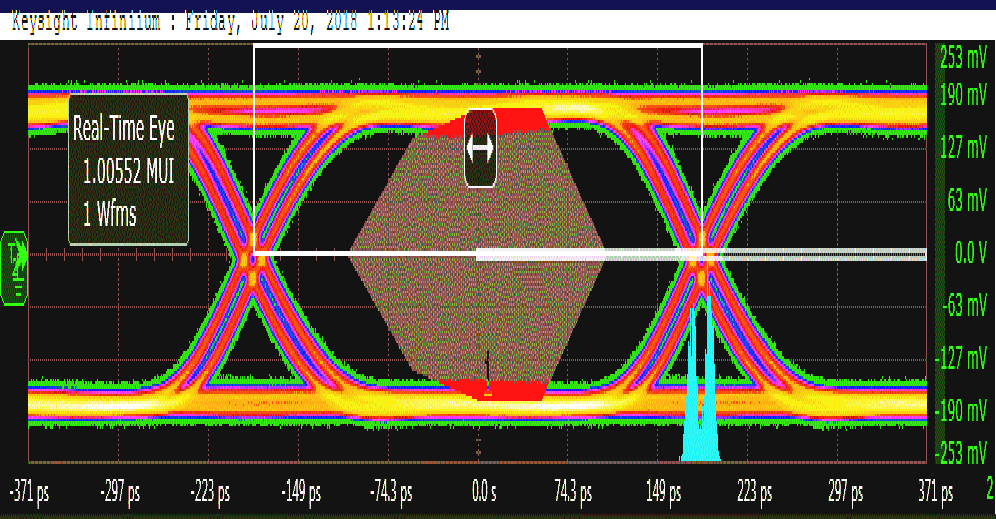 Keysight Infiniium : Friday, July 20, 2018 1:13:24 PM
253 mV
190 mV
Real-Time Eye
127 mV
1.00552 MUI
63 mV
1 Wfms
0.0 V
-63 mV
-127 mV
-190 mV
-253 mV
-371 ps -297 ps -223 ps -149 ps -74.3 ps 0.0 s 74.3 ps 149 ps 223 ps 297 ps 371 ps 2